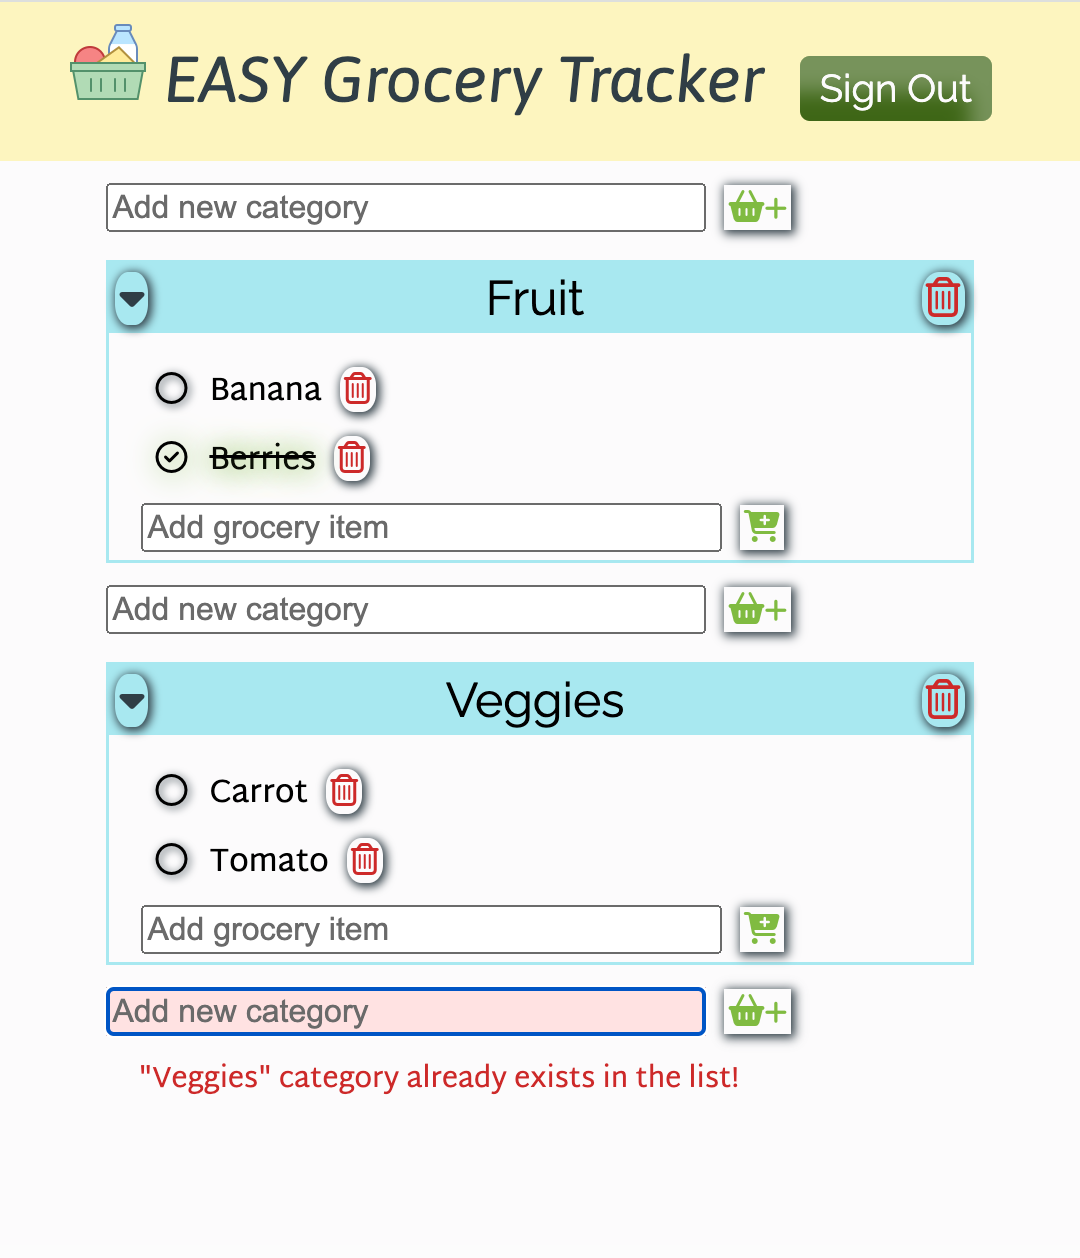 EASY Grocery Tracker
Sign Out
Add new category
Fruit
Banana
Berries
Add grocery item
Add new category
Veggies
Carrot
Tomato
Add grocery item
Add new category
"Veggies" category already exists in the list!